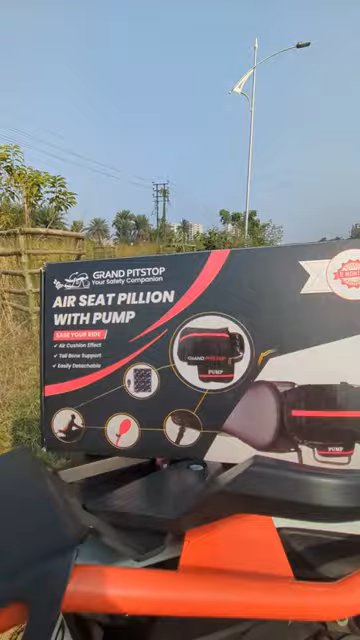 GRAND PITSTOP
Your Safety Companion
AIR SEAT PILLION
WITH PUMP
EASE YOUR RIDE
✓ Air Cushion Effect
✓ Tail Bone Support
✓ Easily Detachable
GRAND PITSTOP
PUMP
PUMP